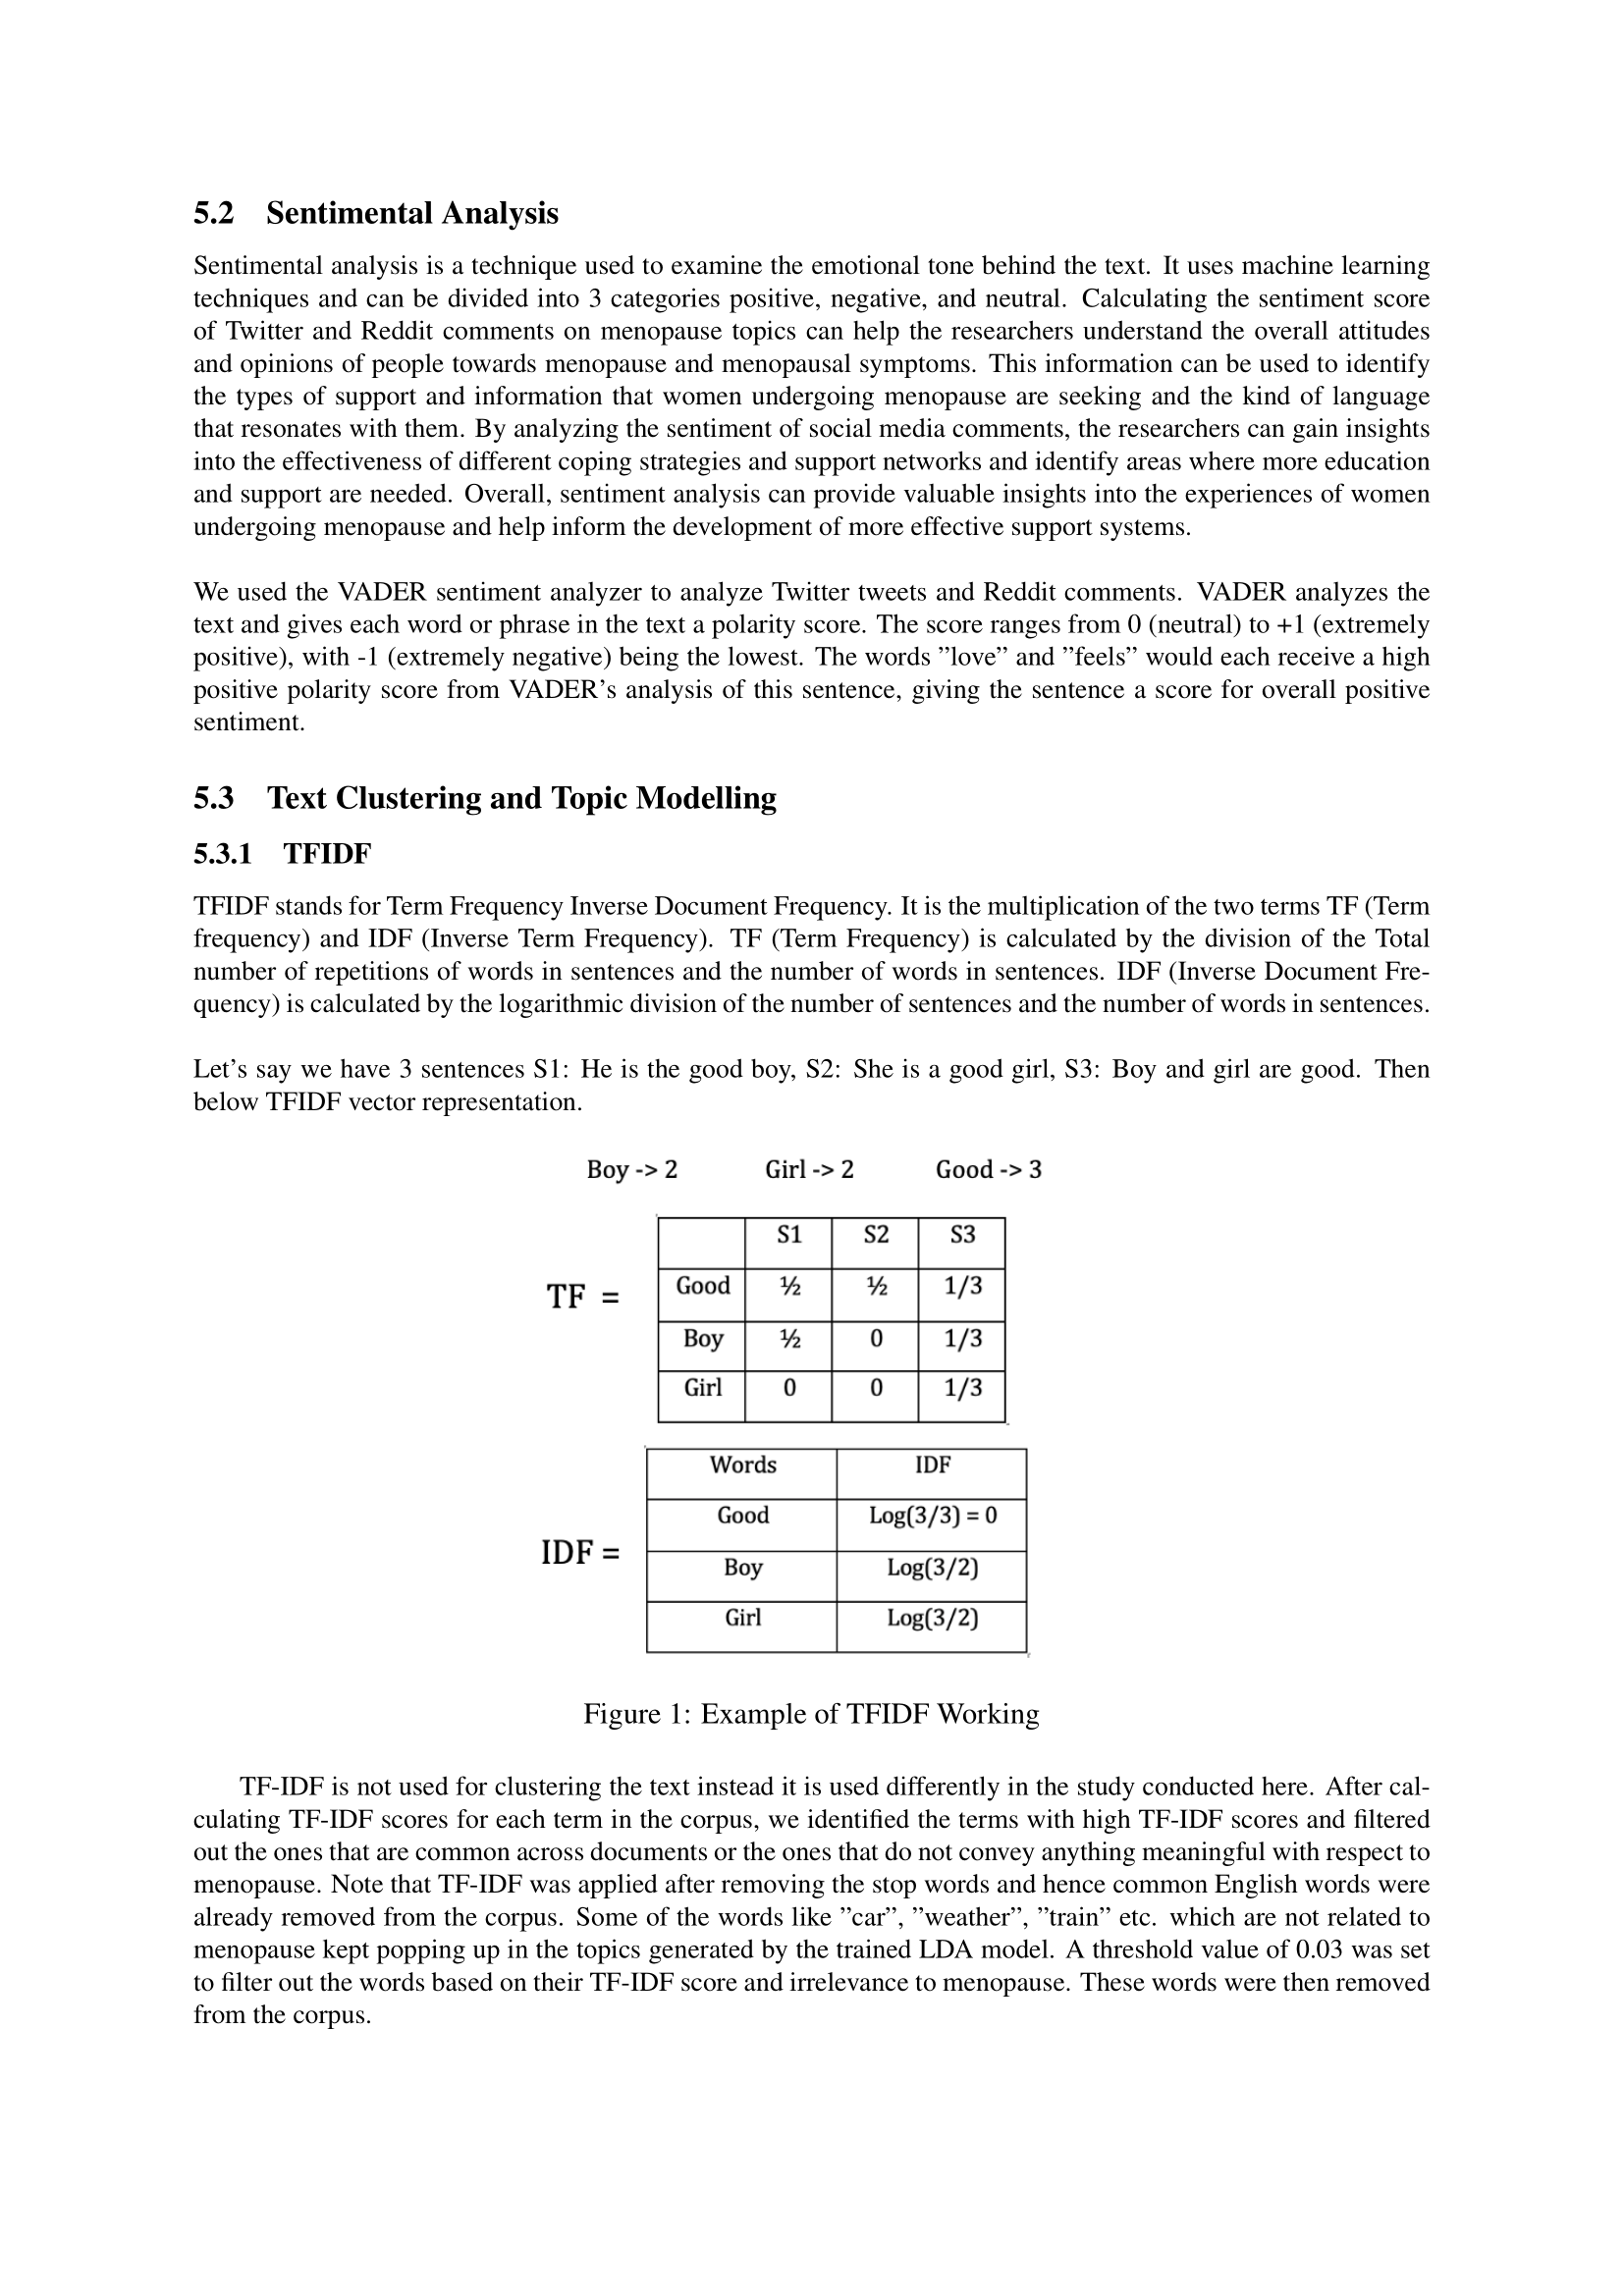 5.2 Sentimental Analysis
Sentimental analysis is a technique used to examine the emotional tone behind the text. It uses machine learning
techniques and can be divided into 3 categories positive, negative, and neutral. Calculating the sentiment score
of Twitter and Reddit comments on menopause topics can help the researchers understand the overall attitudes
and opinions of people towards menopause and menopausal symptoms. This information can be used to identify
the types of support and information that women undergoing menopause are seeking and the kind of language
that resonates with them. By analyzing the sentiment of social media comments, the researchers can gain insights
into the effectiveness of different coping strategies and support networks and identify areas where more education
and support are needed. Overall, sentiment analysis can provide valuable insights into the experiences of women
undergoing menopause and help inform the development of more effective support systems.
We used the VADER sentiment analyzer to analyze Twitter tweets and Reddit comments. VADER analyzes the
text and gives each word or phrase in the text a polarity score. The score ranges from 0 (neutral) to +1 (extremely
positive), with -1 (extremely negative) being the lowest. The words ”love” and ”feels” would each receive a high
positive polarity score from VADER’s analysis of this sentence, giving the sentence a score for overall positive
sentiment.
5.3 Text Clustering and Topic Modelling
5.3.1 TFIDF
TFIDF stands for Term Frequency Inverse Document Frequency. It is the multiplication of the two terms TF (Term
frequency) and IDF (Inverse Term Frequency). TF (Term Frequency) is calculated by the division of the Total
number of repetitions of words in sentences and the number of words in sentences. IDF (Inverse Document Fre-
quency) is calculated by the logarithmic division of the number of sentences and the number of words in sentences.
Let’s say we have 3 sentences S1: He is the good boy, S2: She is a good girl, S3: Boy and girl are good. Then
below TFIDF vector representation.
Boy -> 2 Girl -> 2 Good -> 3
S1 S2 S3
TF =
Good ½ ½ 1/3
Boy ½ 0 1/3
Girl 0 0 1/3
Words IDF
Good Log(3/3) = 0
IDF =
Boy Log(3/2)
Girl Log(3/2)
Figure 1: Example of TFIDF Working
TF-IDF is not used for clustering the text instead it is used differently in the study conducted here. After cal-
culating TF-IDF scores for each term in the corpus, we identified the terms with high TF-IDF scores and filtered
out the ones that are common across documents or the ones that do not convey anything meaningful with respect to
menopause. Note that TF-IDF was applied after removing the stop words and hence common English words were
already removed from the corpus. Some of the words like ”car”, ”weather”, ”train” etc. which are not related to
menopause kept popping up in the topics generated by the trained LDA model. A threshold value of 0.03 was set
to filter out the words based on their TF-IDF score and irrelevance to menopause. These words were then removed
from the corpus.